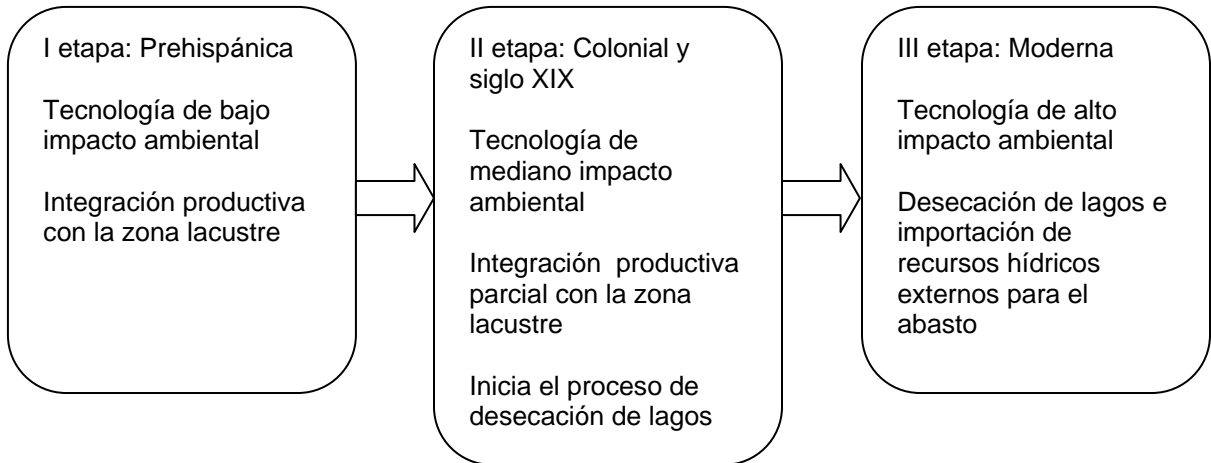 I etapa: Prehispánica
Tecnología de bajo
impacto ambiental
Integración productiva
con la zona lacustre
II etapa: Colonial y
siglo XIX
Tecnología de
mediano impacto
ambiental
Integración productiva
parcial con la zona
lacustre
Inicia el proceso de
desecación de lagos
III etapa: Moderna
Tecnología de alto
impacto ambiental
Desecación de lagos e
importación de
recursos hídricos
externos para el
abasto